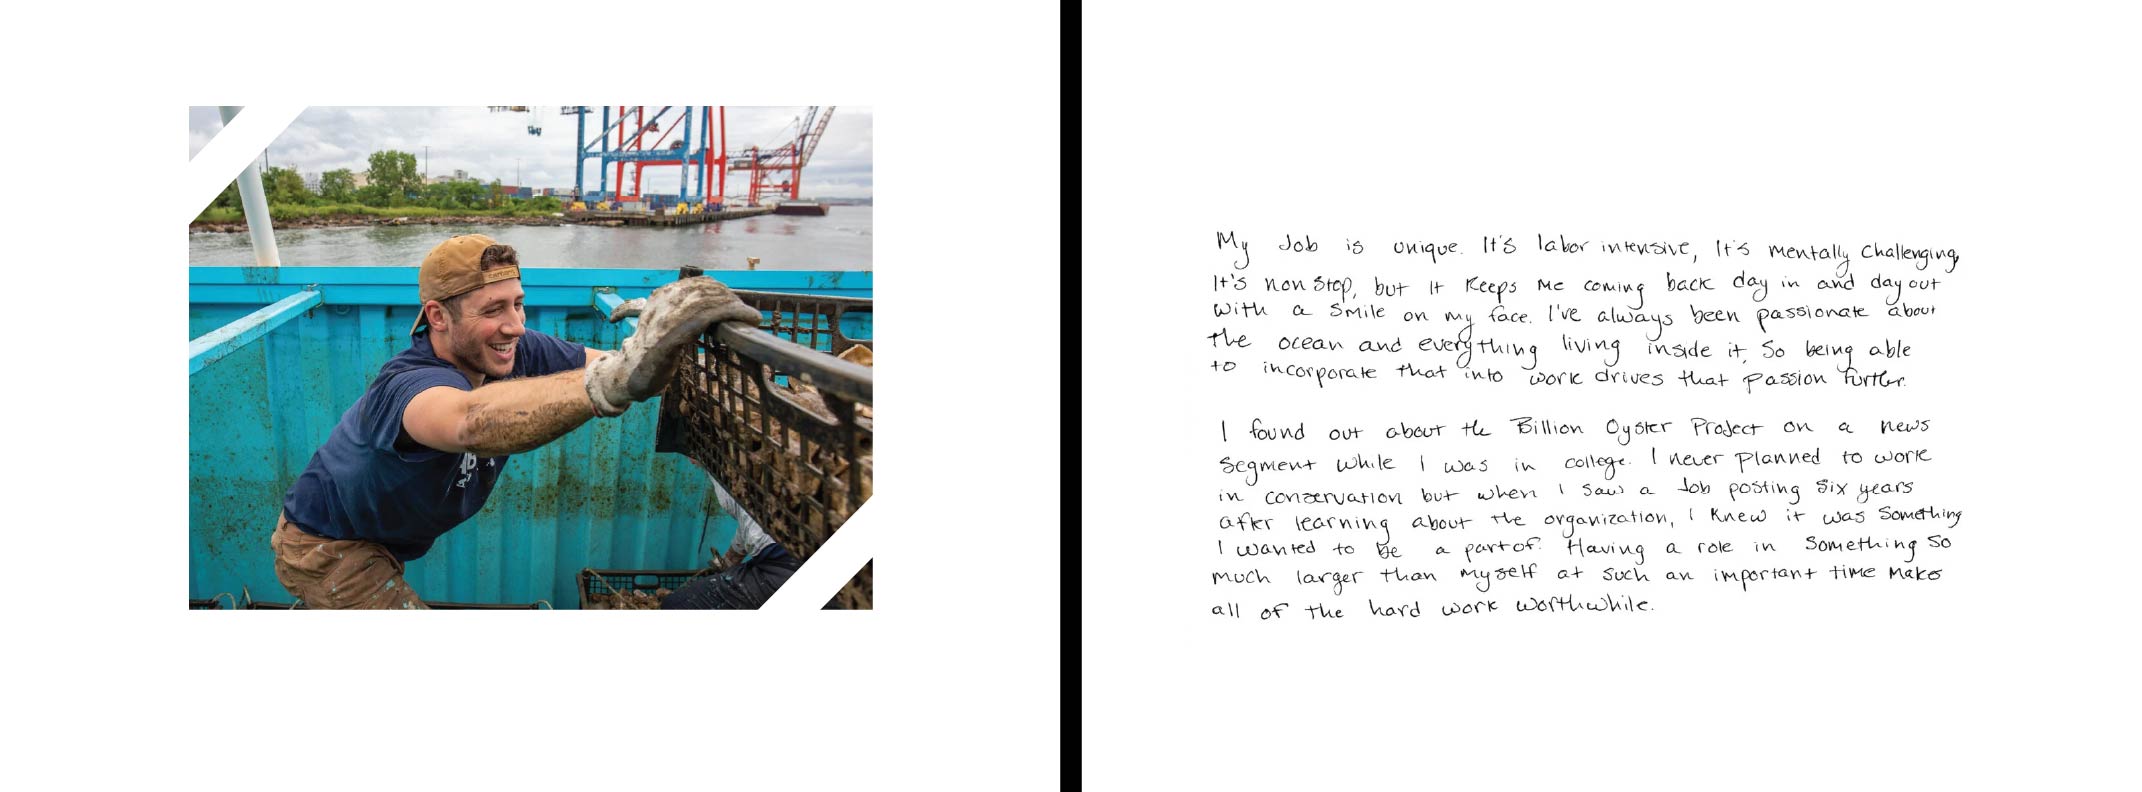 My Job is unique. It's labor intensive, It's mentally challenging,
It's non stop, but it keeps me coming back day in and day out
with a smile on my face. I've always been passionate about
the ocean and everything living inside it, so being able
to incorporate that into work drives that passion further.
I found out about the Billion Oyster Project on a news
segment while I was in college. I never planned to work
in conservation but when I saw a Job posting six years
after learning about the organization, I knew it was something
I wanted to be a part of. Having a role in something so
much larger than myself at such an important time makes
all of the hard work worthwhile.